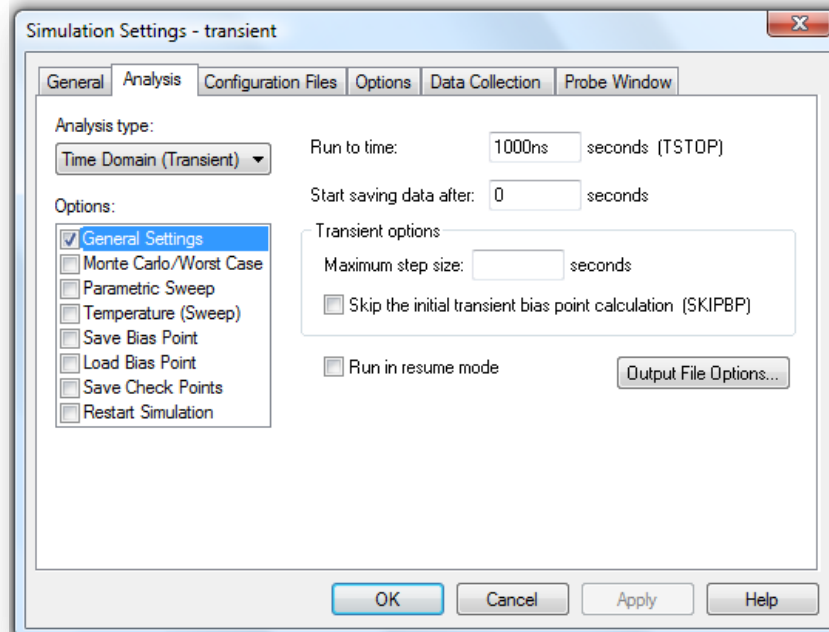 Simulation Settings - transient
General Analysis Configuration Files Options Data Collection Probe Window
Analysis type:
Time Domain (Transient)
Options:
General Settings
Monte Carlo/Worst Case
Parametric Sweep
Temperature (Sweep)
Save Bias Point
Load Bias Point
Save Check Points
Restart Simulation
Run to time: 1000ns seconds (TSTOP)
Start saving data after: 0 seconds
Transient options
Maximum step size: seconds
Skip the initial transient bias point calculation (SKIPBP)
Run in resume mode
Output File Options...
OK Cancel Apply Help